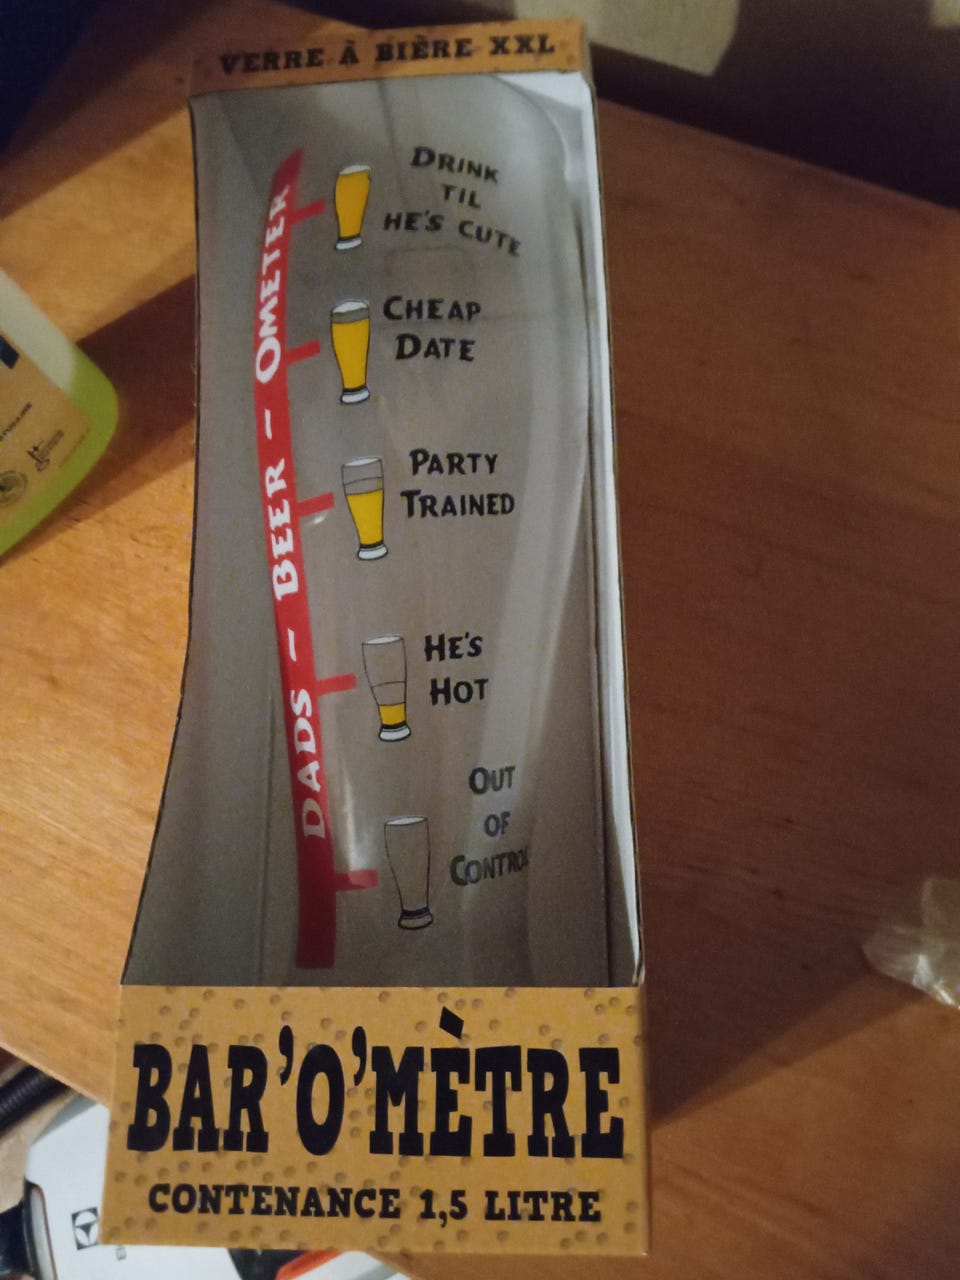 VERRE À BIÈRE XXL
DRINK
TIL
HE'S CUTE
CHEAP
DATE
PARTY
TRAINED
HE'S
HOT
OUT
OF
CONTROL
DADS - BEER - OMETER
BAR'O'MÈTRE
CONTENANCE 1,5 LITRE